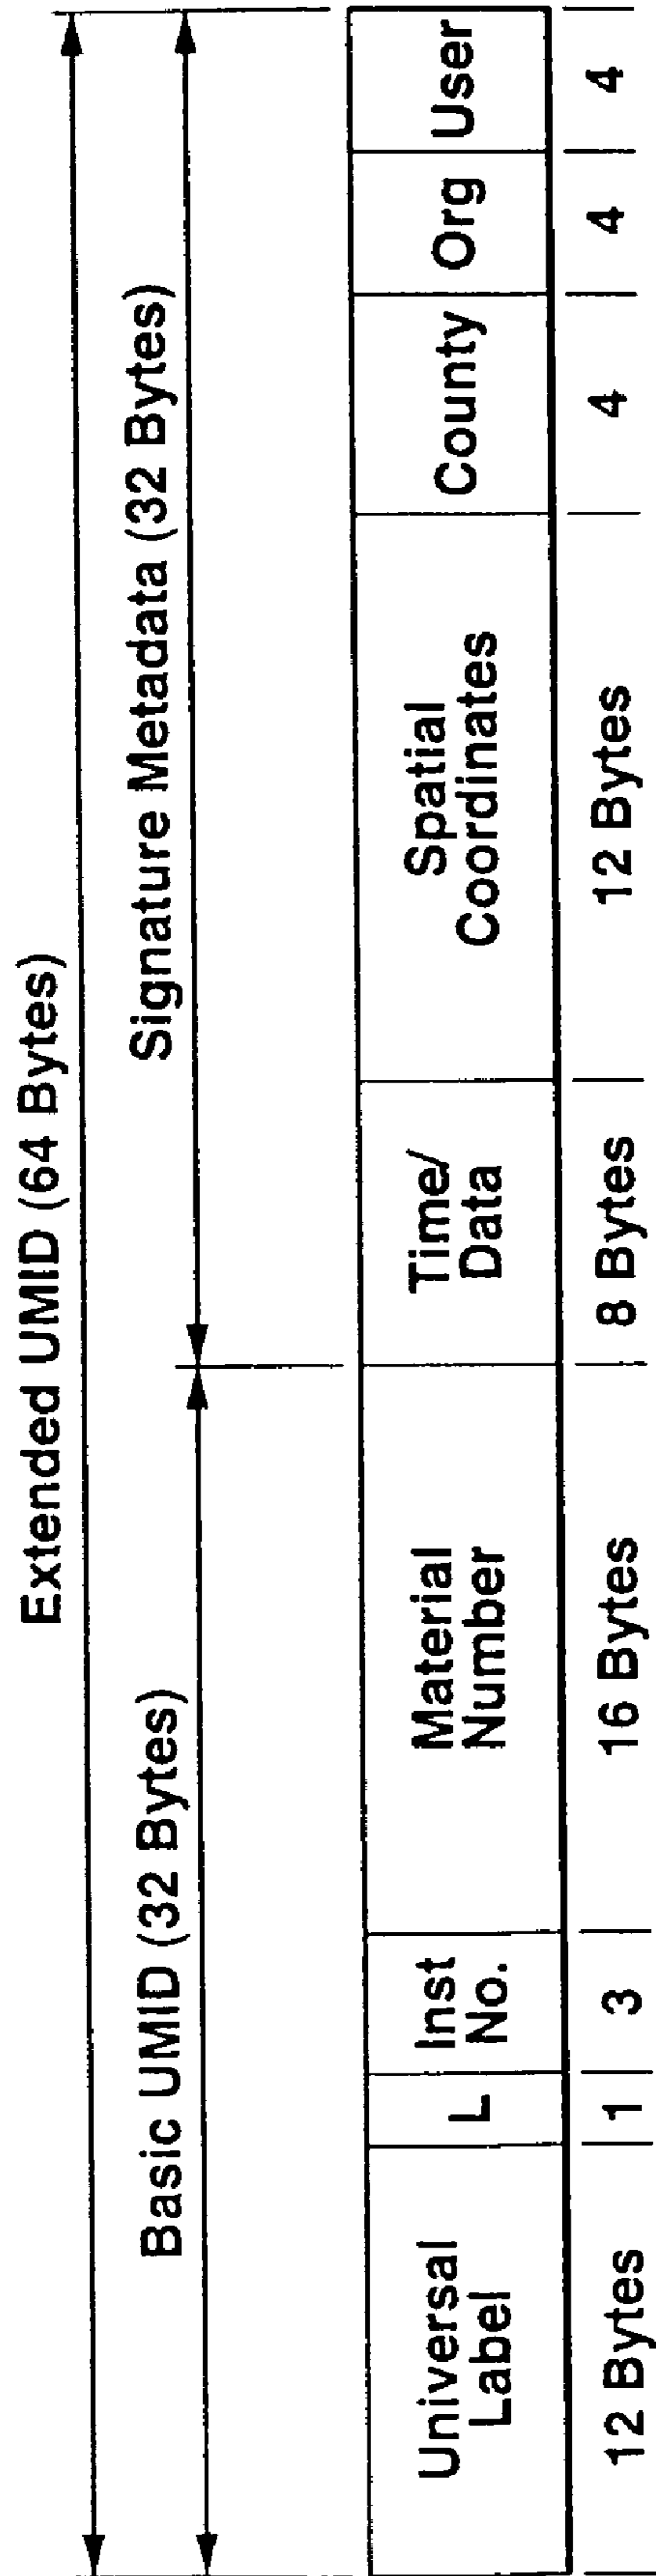 Extended UMID (64 Bytes)
Basic UMID (32 Bytes)
Signature Metadata (32 Bytes)
Universal
Label
L
Inst
No.
Material
Number
Time/
Data
Spatial
Coordinates
County
Org
User
12 Bytes
1
3
16 Bytes
8 Bytes
12 Bytes
4
4
4